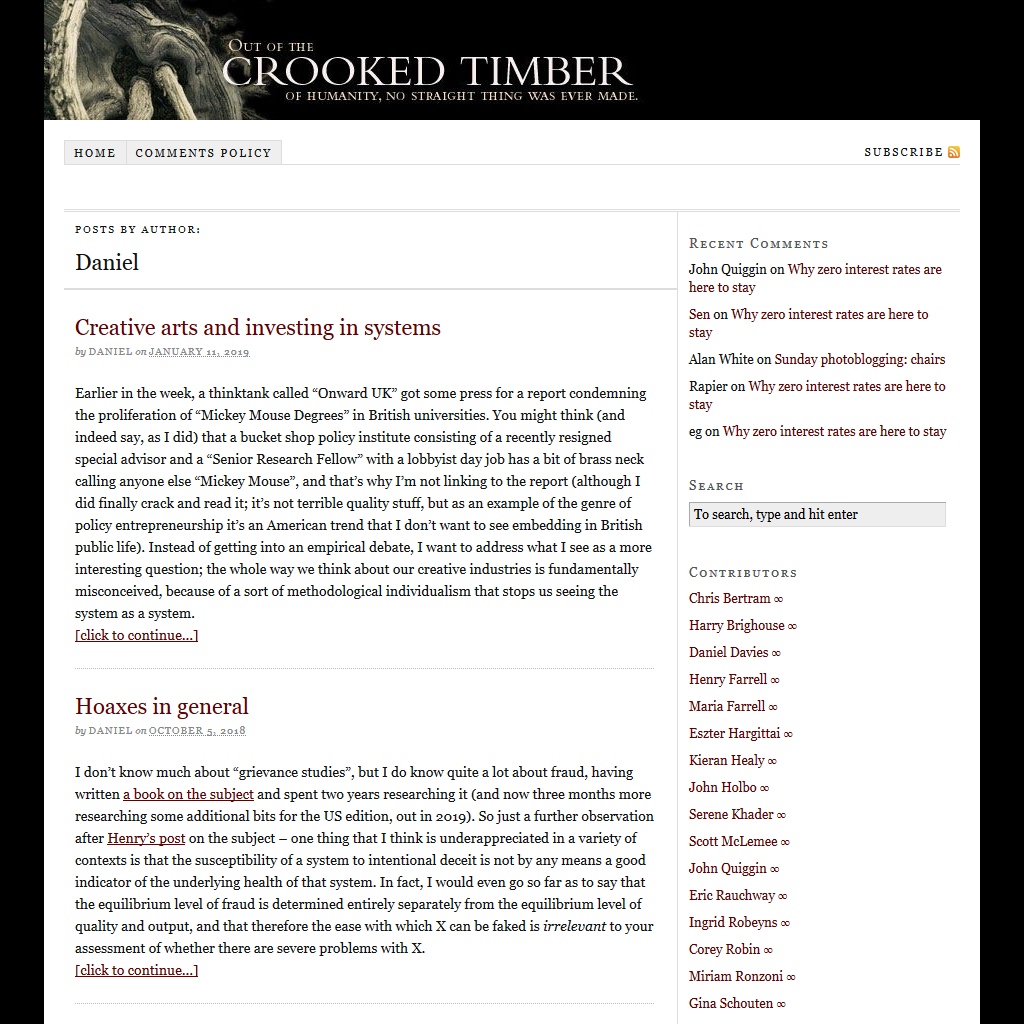 OUT OF THE
CROOKED TIMBER
OF HUMANITY, NO STRAIGHT THING WAS EVER MADE.
HOME
COMMENTS POLICY
SUBSCRIBE
POSTS BY AUTHOR:
Daniel
Creative arts and investing in systems
by DANIEL on JANUARY 11, 2019
Earlier in the week, a thinktank called “Onward UK” got some press for a report condemning
the proliferation of “Mickey Mouse Degrees” in British universities. You might think (and
indeed say, as I did) that a bucket shop policy institute consisting of a recently resigned
special advisor and a “Senior Research Fellow” with a lobbyist day job has a bit of brass neck
calling anyone else “Mickey Mouse”, and that’s why I’m not linking to the report (although I
did finally crack and read it; it’s not terrible quality stuff, but as an example of the genre of
policy entrepreneurship it’s an American trend that I don’t want to see embedding in British
public life). Instead of getting into an empirical debate, I want to address what I see as a more
interesting question; the whole way we think about our creative industries is fundamentally
misconceived, because of a sort of methodological individualism that stops us seeing the
system as a system.
[click to continue…]
Hoaxes in general
by DANIEL on OCTOBER 5, 2018
I don’t know much about “grievance studies”, but I do know quite a lot about fraud, having
written a book on the subject and spent two years researching it (and now three months more
researching some additional bits for the US edition, out in 2019). So just a further observation
after Henry’s post on the subject – one thing that I think is underappreciated in a variety of
contexts is that the susceptibility of a system to intentional deceit is not by any means a good
indicator of the underlying health of that system. In fact, I would even go so far as to say that
the equilibrium level of fraud is determined entirely separately from the equilibrium level of
quality and output, and that therefore the ease with which X can be faked is irrelevant to your
assessment of whether there are severe problems with X.
[click to continue…]
RECENT COMMENTS
John Quiggin on Why zero interest rates are
here to stay
Sen on Why zero interest rates are here to
stay
Alan White on Sunday photoblogging: chairs
Rapier on Why zero interest rates are here to
stay
eg on Why zero interest rates are here to stay
SEARCH
To search, type and hit enter
CONTRIBUTORS
Chris Bertram ∞
Harry Brighouse ∞
Daniel Davies ∞
Henry Farrell ∞
Maria Farrell ∞
Eszter Hargittai ∞
Kieran Healy ∞
John Holbo ∞
Serene Khader ∞
Scott McLemee ∞
John Quiggin ∞
Eric Rauchway ∞
Ingrid Robeyns ∞
Corey Robin ∞
Miriam Ronzoni ∞
Gina Schouten ∞